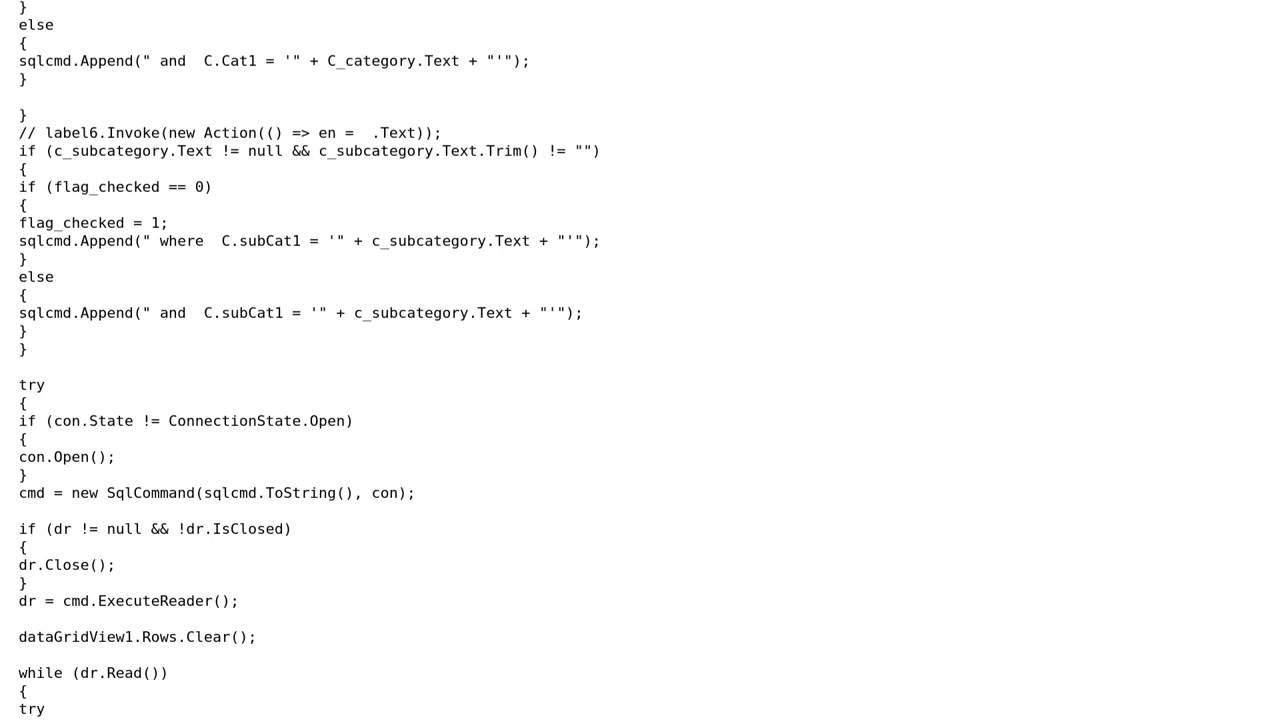 }
else
{
sqlcmd.Append(" and  C.Cat1 = '" + C_category.Text + "'");
}

}
// label6.Invoke(new Action(() => en =  .Text));
if (c_subcategory.Text != null && c_subcategory.Text.Trim() != "")
{
if (flag_checked == 0)
{
flag_checked = 1;
sqlcmd.Append(" where  C.subCat1 = '" + c_subcategory.Text + "'");
}
else
{
sqlcmd.Append(" and  C.subCat1 = '" + c_subcategory.Text + "'");
}
}

try
{
if (con.State != ConnectionState.Open)
{
con.Open();
}
cmd = new SqlCommand(sqlcmd.ToString(), con);

if (dr != null && !dr.IsClosed)
{
dr.Close();
}
dr = cmd.ExecuteReader();

dataGridView1.Rows.Clear();

while (dr.Read())
{
try